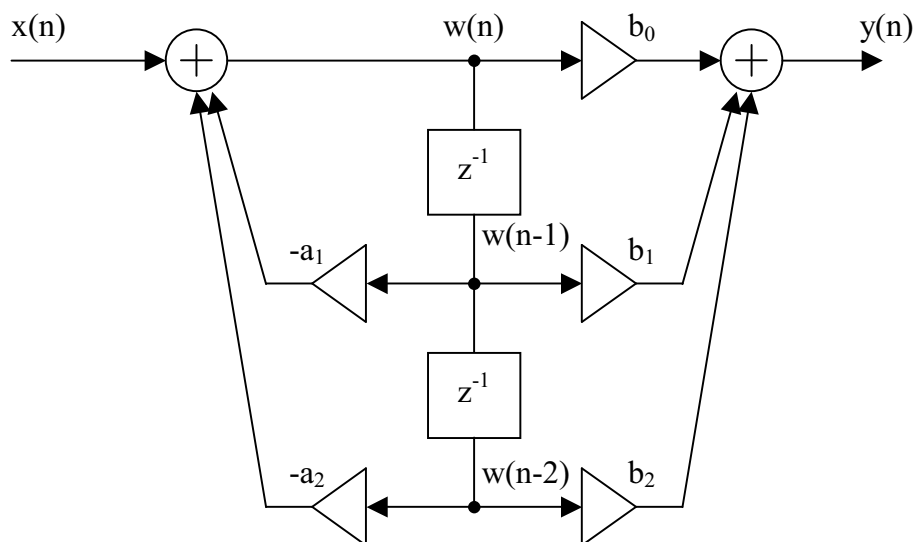 x(n) w(n) b₀ y(n)
+ +
z⁻¹
w(n-1)
-a₁ b₁
z⁻¹
-a₂ w(n-2) b₂